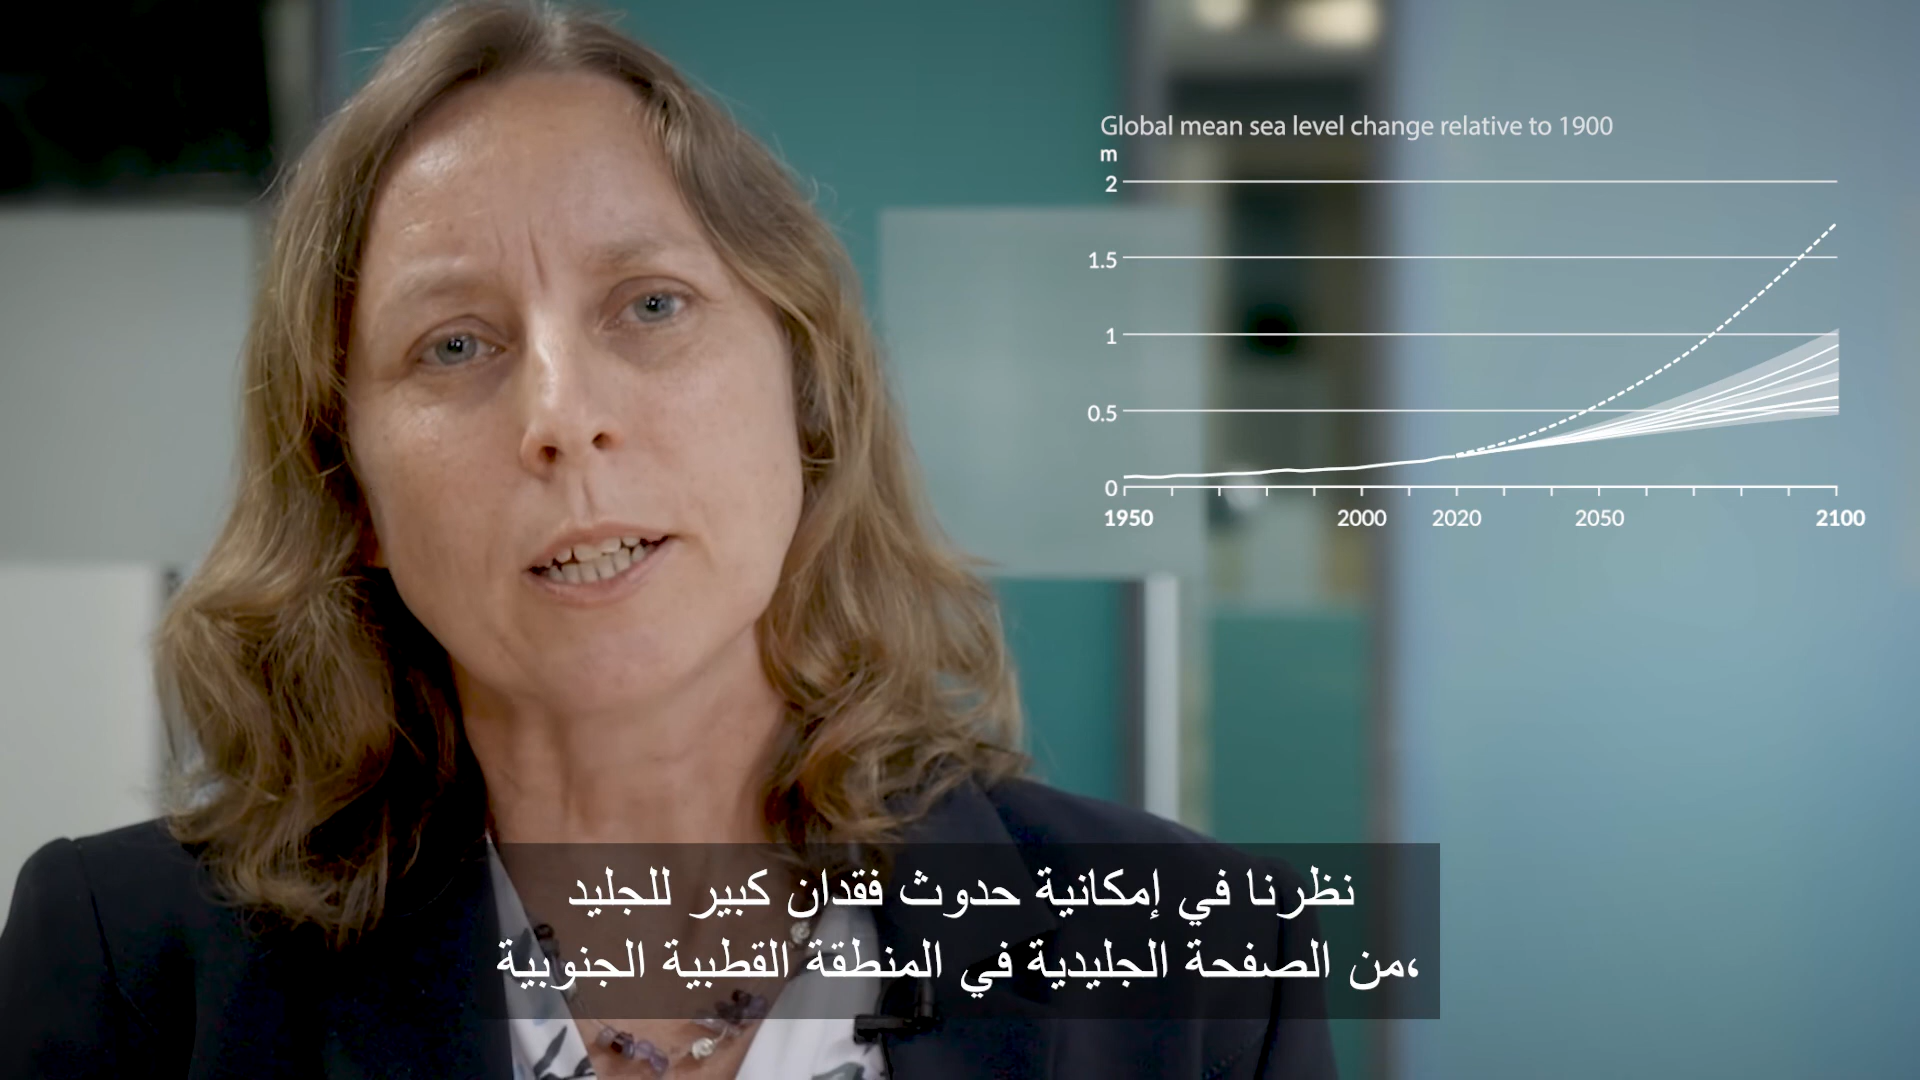 Global mean sea level change relative to 1900
m
2
1.5
1
0.5
0
1950 2000 2020 2050 2100
نظرنا في إمكانية حدوث فقدان كبير للجليد
من الصفحة الجليدية في المنطقة القطبية الجنوبية،